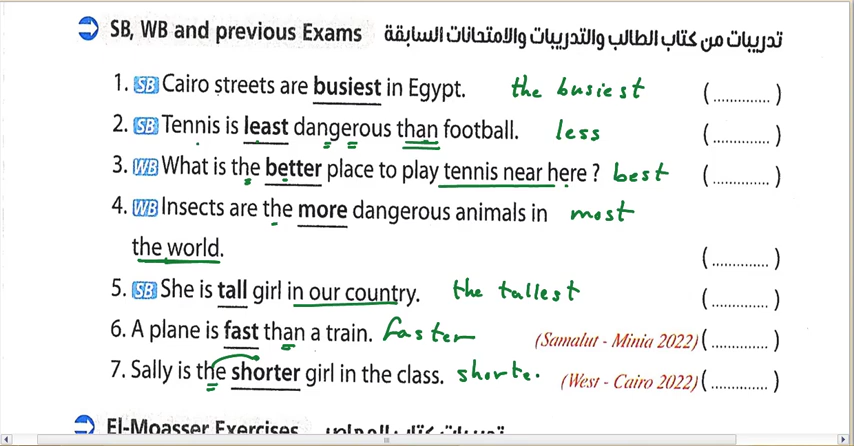 SB, WB and previous Exams تدريبات من كتاب الطالب والتدريبات والامتحانات السابقة
1. SB Cairo streets are busiest in Egypt. the busiest (..............)
2. SB Tennis is least dangerous than football. less (..............)
3. WB What is the better place to play tennis near here ? best (..............)
4. WB Insects are the more dangerous animals in most
the world. (..............)
5. SB She is tall girl in our country. the tallest (..............)
6. A plane is fast than a train. faster (Samalut - Minia 2022) (..............)
7. Sally is the shorter girl in the class. shorte. (West - Cairo 2022) (..............)
El-Moasser Exercises